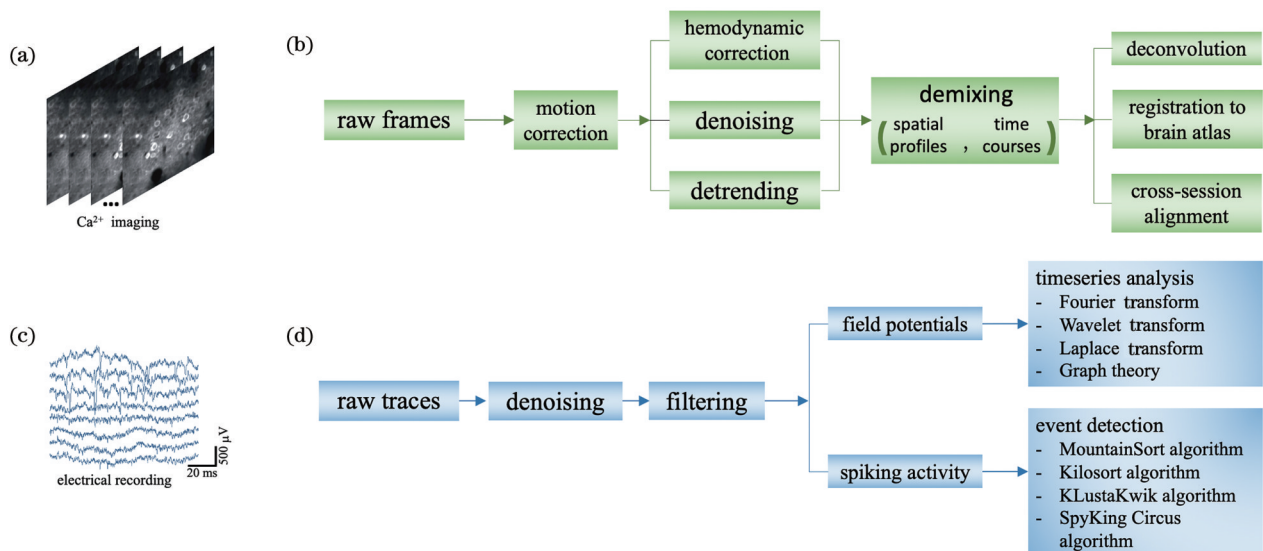 (a)
Ca²⁺ imaging
(b)
raw frames
motion
correction
hemodynamic
correction
denoising
detrending
demixing
( spatial profiles , time courses )
deconvolution
registration to
brain atlas
cross-session
alignment
(c)
500 μV
20 ms
electrical recording
(d)
raw traces
denoising
filtering
field potentials
spiking activity
timeseries analysis
- Fourier transform
- Wavelet transform
- Laplace transform
- Graph theory
event detection
- MountainSort algorithm
- Kilosort algorithm
- KLustaKwik algorithm
- SpyKing Circus
algorithm